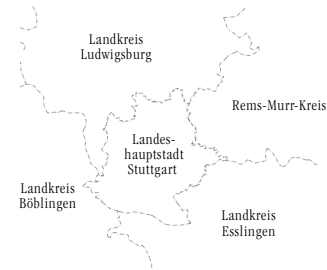 Landkreis
Ludwigsburg
Rems-Murr-Kreis
Landes-
hauptstadt
Stuttgart
Landkreis
Böblingen
Landkreis
Esslingen